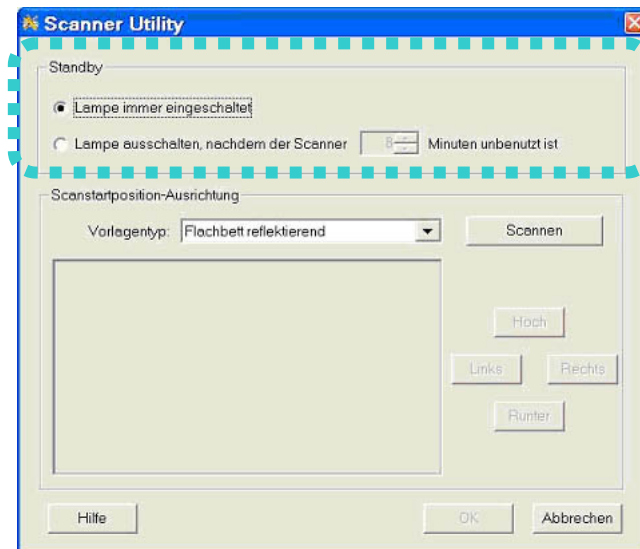 Scanner Utility
Standby
Lampe immer eingeschaltet
Lampe ausschalten, nachdem der Scanner 8 Minuten unbenutzt ist
Scanstartposition-Ausrichtung
Vorlagentyp: Flachbett reflektierend Scannen
Hoch
Links Rechts
Runter
Hilfe OK Abbrechen